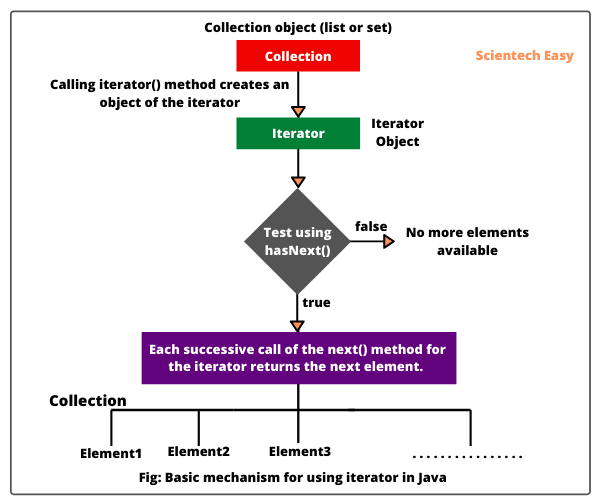 Collection object (list or set)
Collection
Scientech Easy
Calling iterator() method creates an
object of the iterator
Iterator
Iterator
Object
Test using
hasNext()
false
No more elements
available
true
Each successive call of the next() method for
the iterator returns the next element.
Collection
Element1
Element2
Element3
................
Fig: Basic mechanism for using iterator in Java